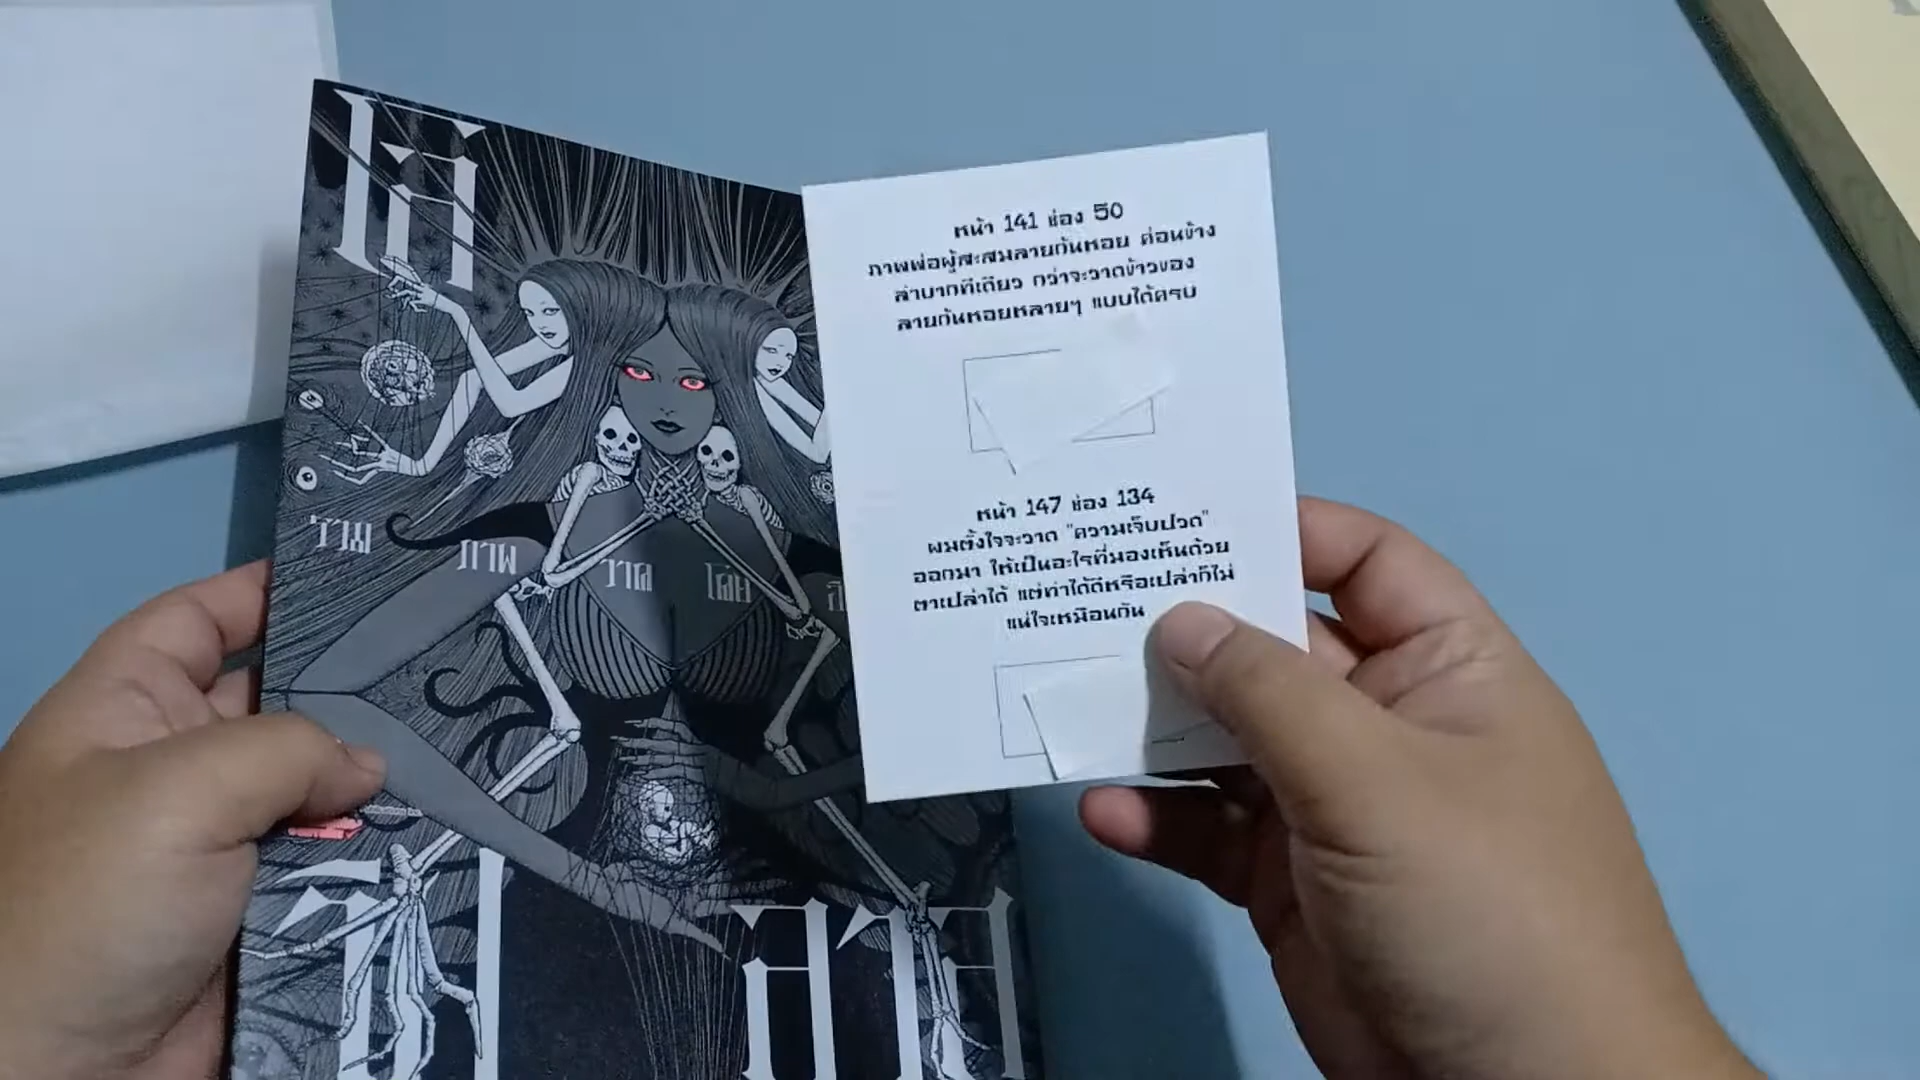 รวม ภาพ วาด โดย
หน้า 141 ช่อง 50
ภาพพ่อผู้สะสมลายก้นหอย ค่อนข้าง
ลำบากทีเดียว กว่าจะวาดข้าวของ
ลายก้นหอยหลายๆ แบบได้ครบ
หน้า 147 ช่อง 134
ผมตั้งใจจะวาด "ความเจ็บปวด"
ออกมา ให้เป็นอะไรที่มองเห็นด้วย
ตาเปล่าได้ แต่ทำได้ดีหรือเปล่าก็ไม่
แน่ใจเหมือนกัน